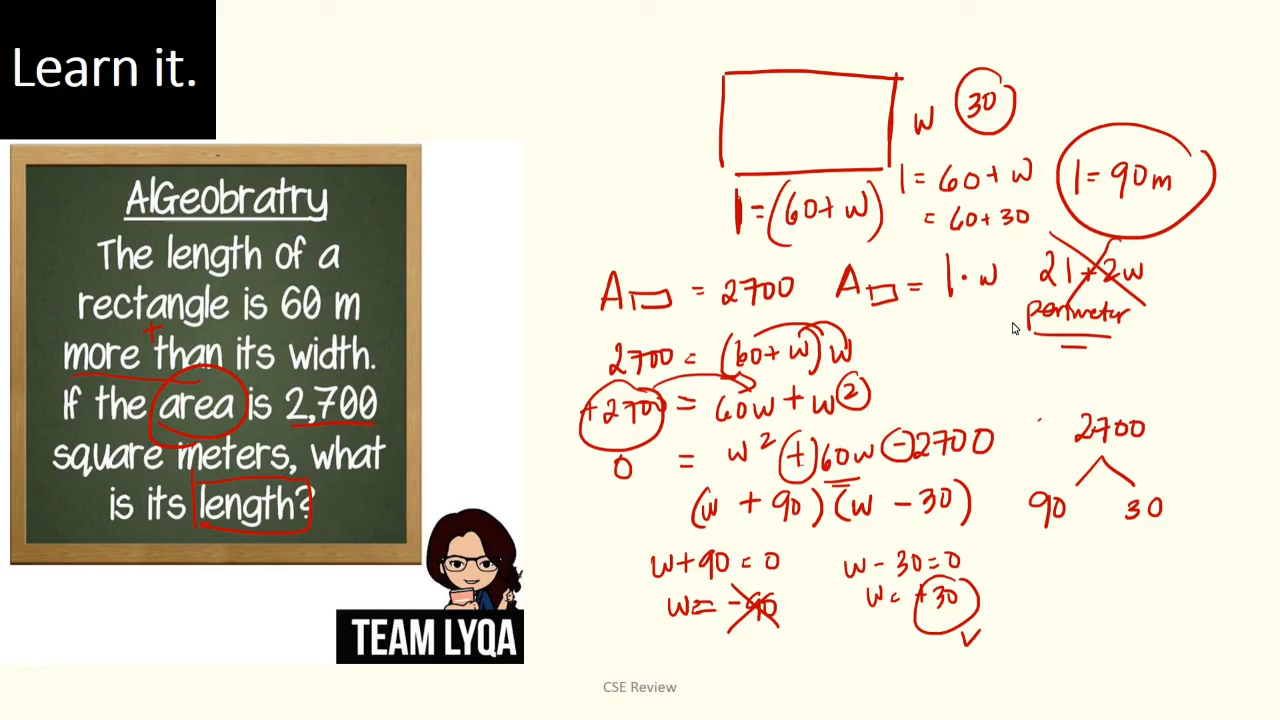 Learn it.
AlGeobratry
The length of a
rectangle is 60 m
+
more than its width.
If the area is 2,700
square meters, what
is its length?
TEAM LYQA
w 30
l = (60 + w)
l = 60 + w
= 60 + 30
l = 90m
A▭ = 2700
A▭ = l · w
2l + 2w
perimeter
2700 = (60 + w) w
+2700 = 60w + w²
0 = w² + 60w − 2700
(w + 90) (w − 30)
2700
90 30
w + 90 = 0
w = −90
w − 30 = 0
w = +30
CSE Review